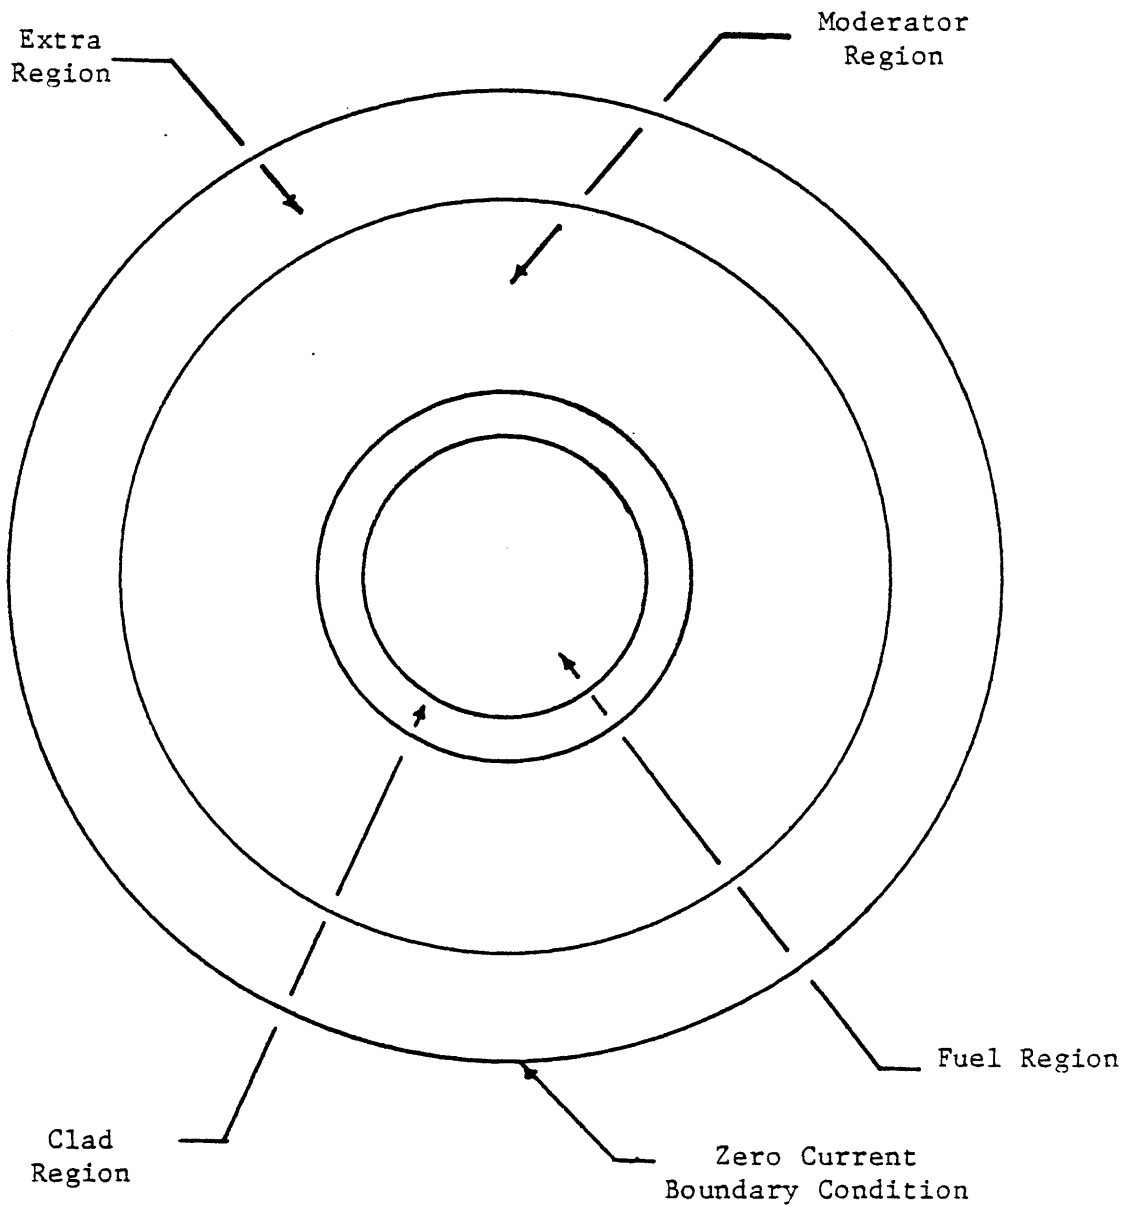 Extra
Region
Moderator
Region
Fuel Region
Clad
Region
Zero Current
Boundary Condition